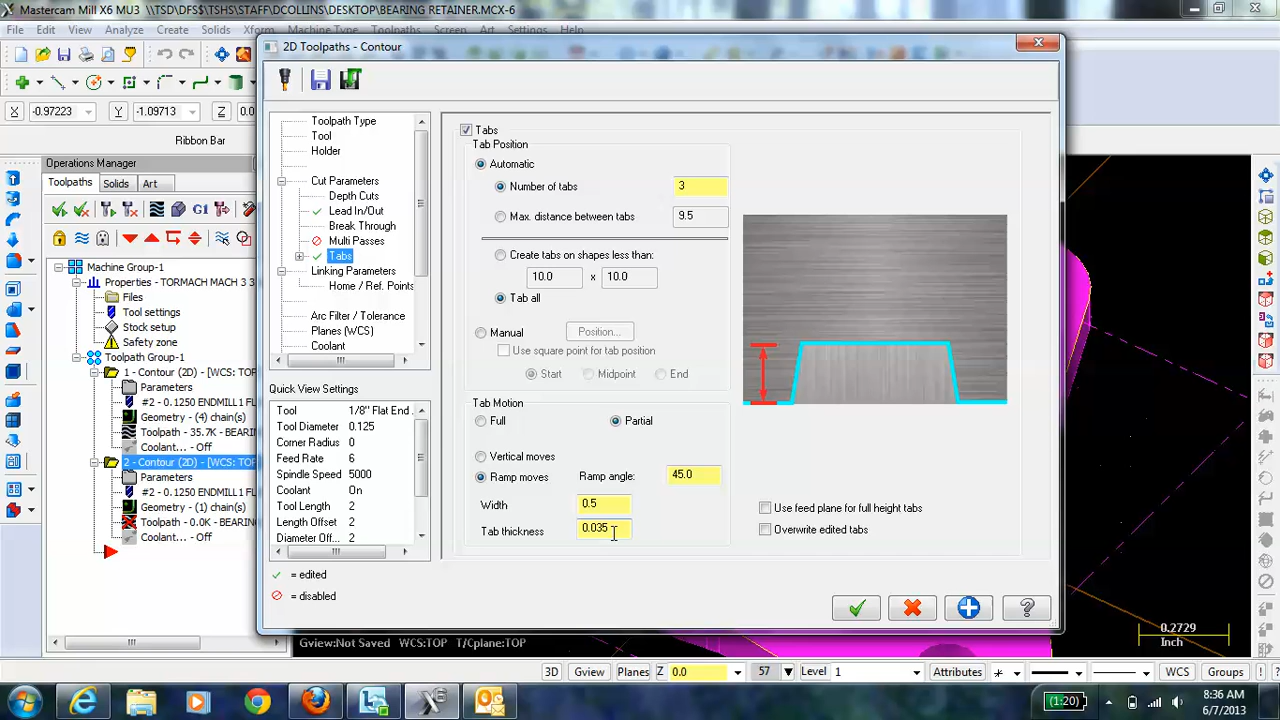 Mastercam Mill X6 MU3 \\TSD\DFS$\TSHS\STAFF\DCOLLINS\DESKTOP\BEARING RETAINER.MCX-6
File Edit View Analyze Create Solids Xform Machine Type Toolpaths Screen Art Settings Help
2D Toolpaths - Contour
X -0.97223 Y -1.09713 Z 0.0
Ribbon Bar
Operations Manager
Toolpaths Solids Art
G1
Machine Group-1
Properties - TORMACH MACH 3 3
Files
Tool settings
Stock setup
Safety zone
Toolpath Group-1
1 - Contour (2D) - [WCS: TOP
Parameters
#2 - 0.1250 ENDMILL1 FL
Geometry - (4) chain(s)
Toolpath - 35.7K - BEARIN
Coolant... - Off
2 - Contour (2D) - [WCS: TOP
Parameters
#2 - 0.1250 ENDMILL1 F
Geometry - (1) chain(s)
Toolpath - 0.0K - BEARIN
Coolant... - Off
Toolpath Type
Tool
Holder
Cut Parameters
Depth Cuts
Lead In/Out
Break Through
Multi Passes
Tabs
Linking Parameters
Home / Ref. Points
Arc Filter / Tolerance
Planes (WCS)
Coolant
Quick View Settings
Tool 1/8" Flat End .
Tool Diameter 0.125
Corner Radius 0
Feed Rate 6
Spindle Speed 5000
Coolant On
Tool Length 2
Length Offset 2
Diameter Off... 2
= edited
= disabled
Tabs
Tab Position
Automatic
Number of tabs 3
Max. distance between tabs 9.5
Create tabs on shapes less than:
10.0 x 10.0
Tab all
Manual Position...
Use square point for tab position
Start Midpoint End
Tab Motion
Full Partial
Vertical moves
Ramp moves Ramp angle: 45.0
Width 0.5
Tab thickness 0.035
Use feed plane for full height tabs
Overwrite edited tabs
Gview:Not Saved WCS:TOP T/Cplane:TOP
0.2729
Inch
3D Gview Planes Z 0.0 57 Level 1 Attributes WCS Groups
(1:20)
8:36 AM
6/7/2013